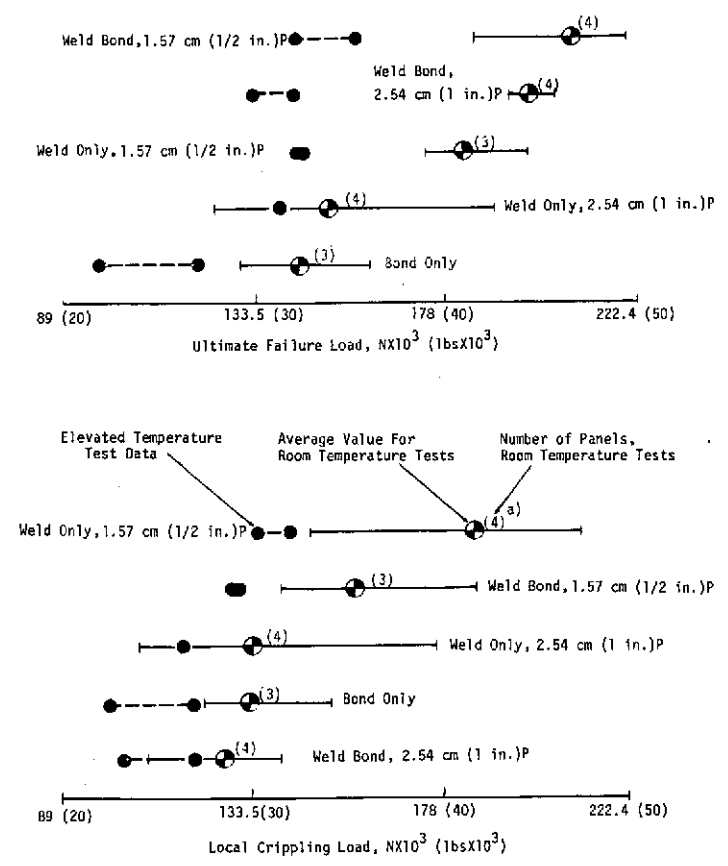 Weld Bond,1.57 cm (1/2 in.)P
(4)
Weld Bond,
2.54 cm (1 in.)P
(4)
Weld Only,1.57 cm (1/2 in.)P
(3)
(4)
Weld Only,2.54 cm (1 in.)P
(3)
Bond Only
89 (20) 133.5 (30) 178 (40) 222.4 (50)
Ultimate Failure Load, NX10³ (lbsX10³)
Elevated Temperature
Test Data
Average Value For
Room Temperature Tests
Number of Panels,
Room Temperature Tests
Weld Only,1.57 cm (1/2 in.)P
(4)a)
(3)
Weld Bond,1.57 cm (1/2 in.)P
(4)
Weld Only, 2.54 cm (1 in.)P
(3)
Bond Only
(4)
Weld Bond, 2.54 cm (1 in.)P
89 (20) 133.5(30) 178 (40) 222.4 (50)
Local Crippling Load, NX10³ (lbsX10³)